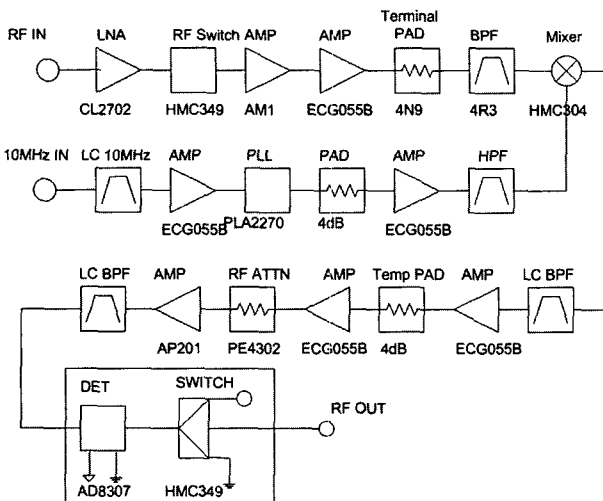 Terminal
RF IN LNA RF Switch AMP AMP PAD BPF Mixer
CL2702 HMC349 AM1 ECG055B 4N9 4R3 HMC304
10MHz IN LC 10MHz AMP PLL PAD AMP HPF
ECG055B PLA2270 4dB ECG055B
LC BPF AMP RF ATTN AMP Temp PAD AMP LC BPF
AP201 PE4302 ECG055B 4dB ECG055B
DET SWITCH RF OUT
AD8307 HMC349